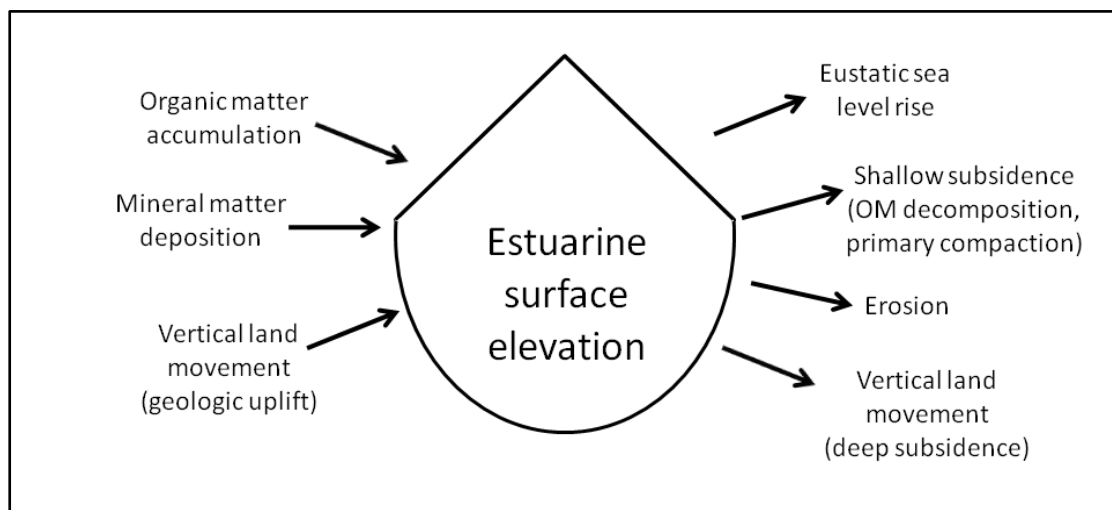 Organic matter
accumulation
Mineral matter
deposition
Vertical land
movement
(geologic uplift)
Estuarine
surface
elevation
Eustatic sea
level rise
Shallow subsidence
(OM decomposition,
primary compaction)
Erosion
Vertical land
movement
(deep subsidence)